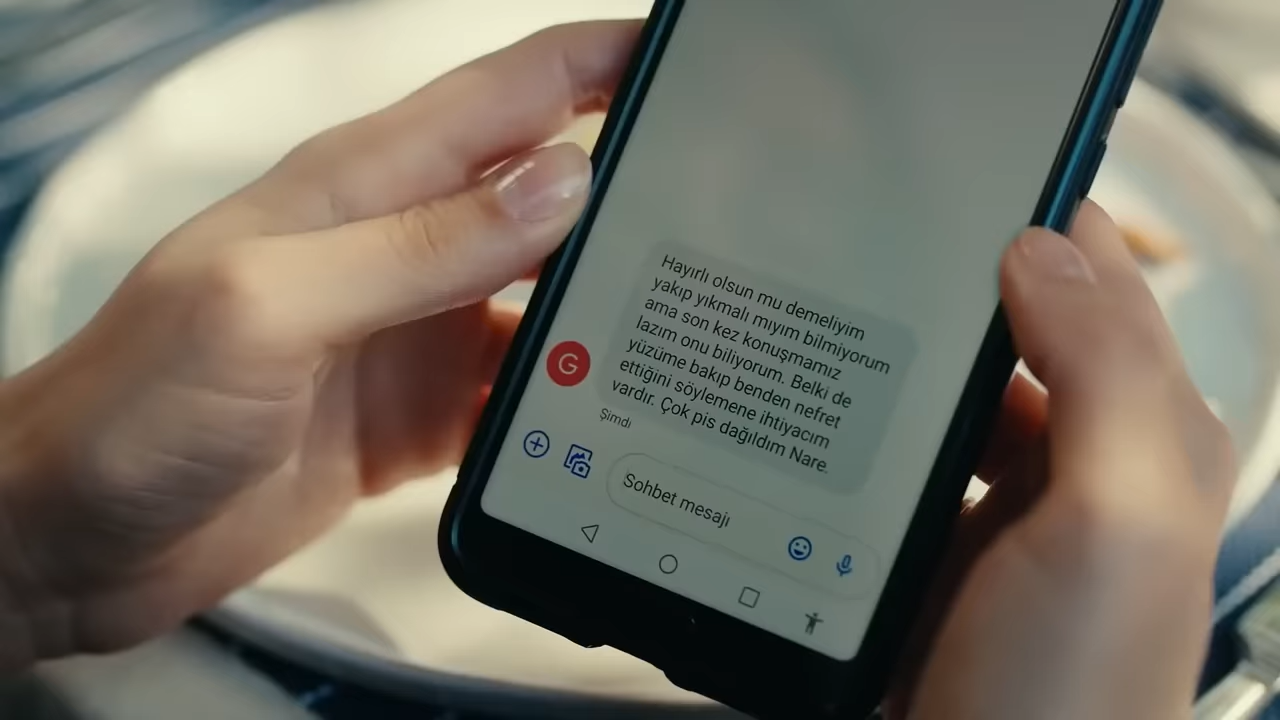 Hayırlı olsun mu demeliyim
yakıp yıkmalı mıyım bilmiyorum
ama son kez konuşmamız
lazım onu biliyorum. Belki de
yüzüme bakıp benden nefret
ettiğini söylemene ihtiyacım
vardır. Çok pis dağıldım Nare.
G
Şimdi
Sohbet mesajı